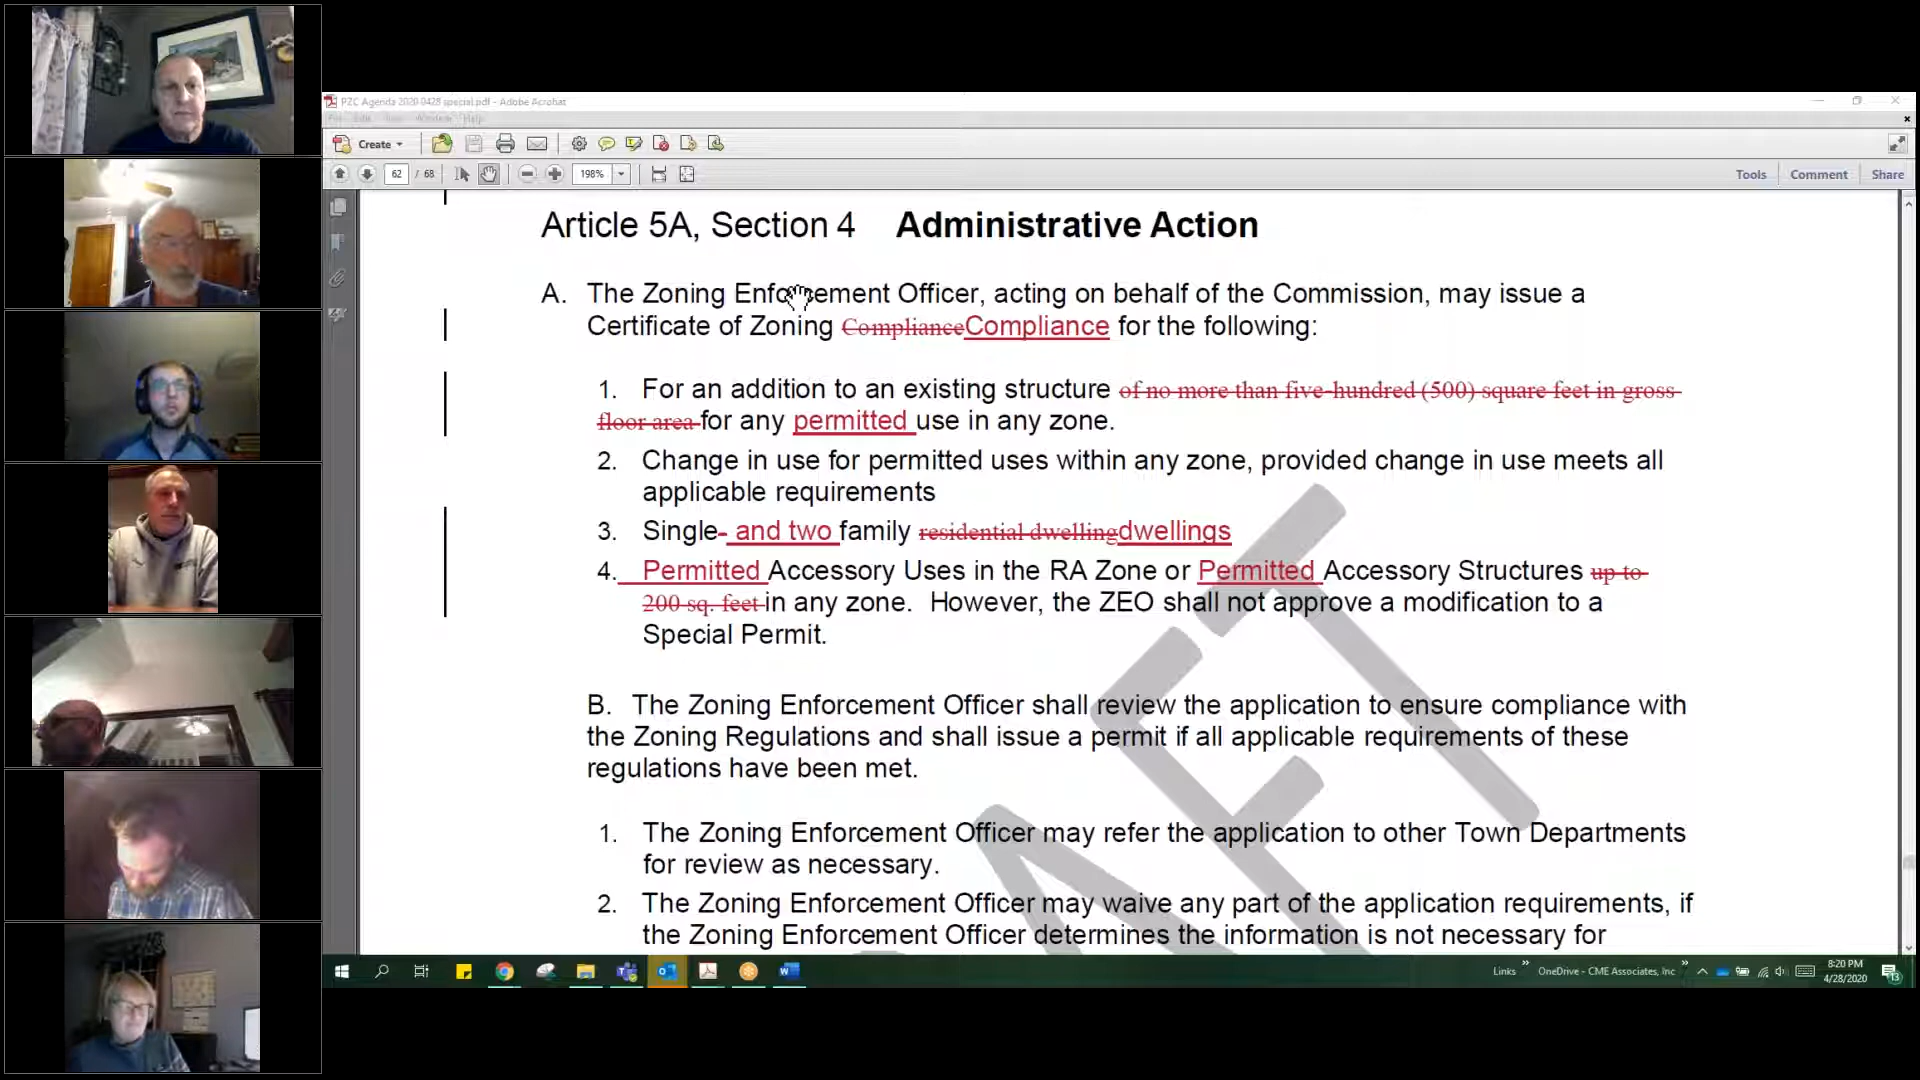 PZC Agenda 2020 0428 special.pdf - Adobe Acrobat
File Edit View Window Help
Create
62 / 68 198% Tools Comment Share
Article 5A, Section 4 Administrative Action
A. The Zoning Enforcement Officer, acting on behalf of the Commission, may issue a
Certificate of Zoning ComplianceCompliance for the following:
1. For an addition to an existing structure of no more than five-hundred (500) square feet in gross
floor area for any permitted use in any zone.
2. Change in use for permitted uses within any zone, provided change in use meets all
applicable requirements
3. Single- and two family residential dwellingdwellings
4. Permitted Accessory Uses in the RA Zone or Permitted Accessory Structures up to
200 sq. feet in any zone. However, the ZEO shall not approve a modification to a
Special Permit.
B. The Zoning Enforcement Officer shall review the application to ensure compliance with
the Zoning Regulations and shall issue a permit if all applicable requirements of these
regulations have been met.
1. The Zoning Enforcement Officer may refer the application to other Town Departments
for review as necessary.
2. The Zoning Enforcement Officer may waive any part of the application requirements, if
the Zoning Enforcement Officer determines the information is not necessary for
Links OneDrive - CME Associates, Inc 8:20 PM
4/28/2020
13